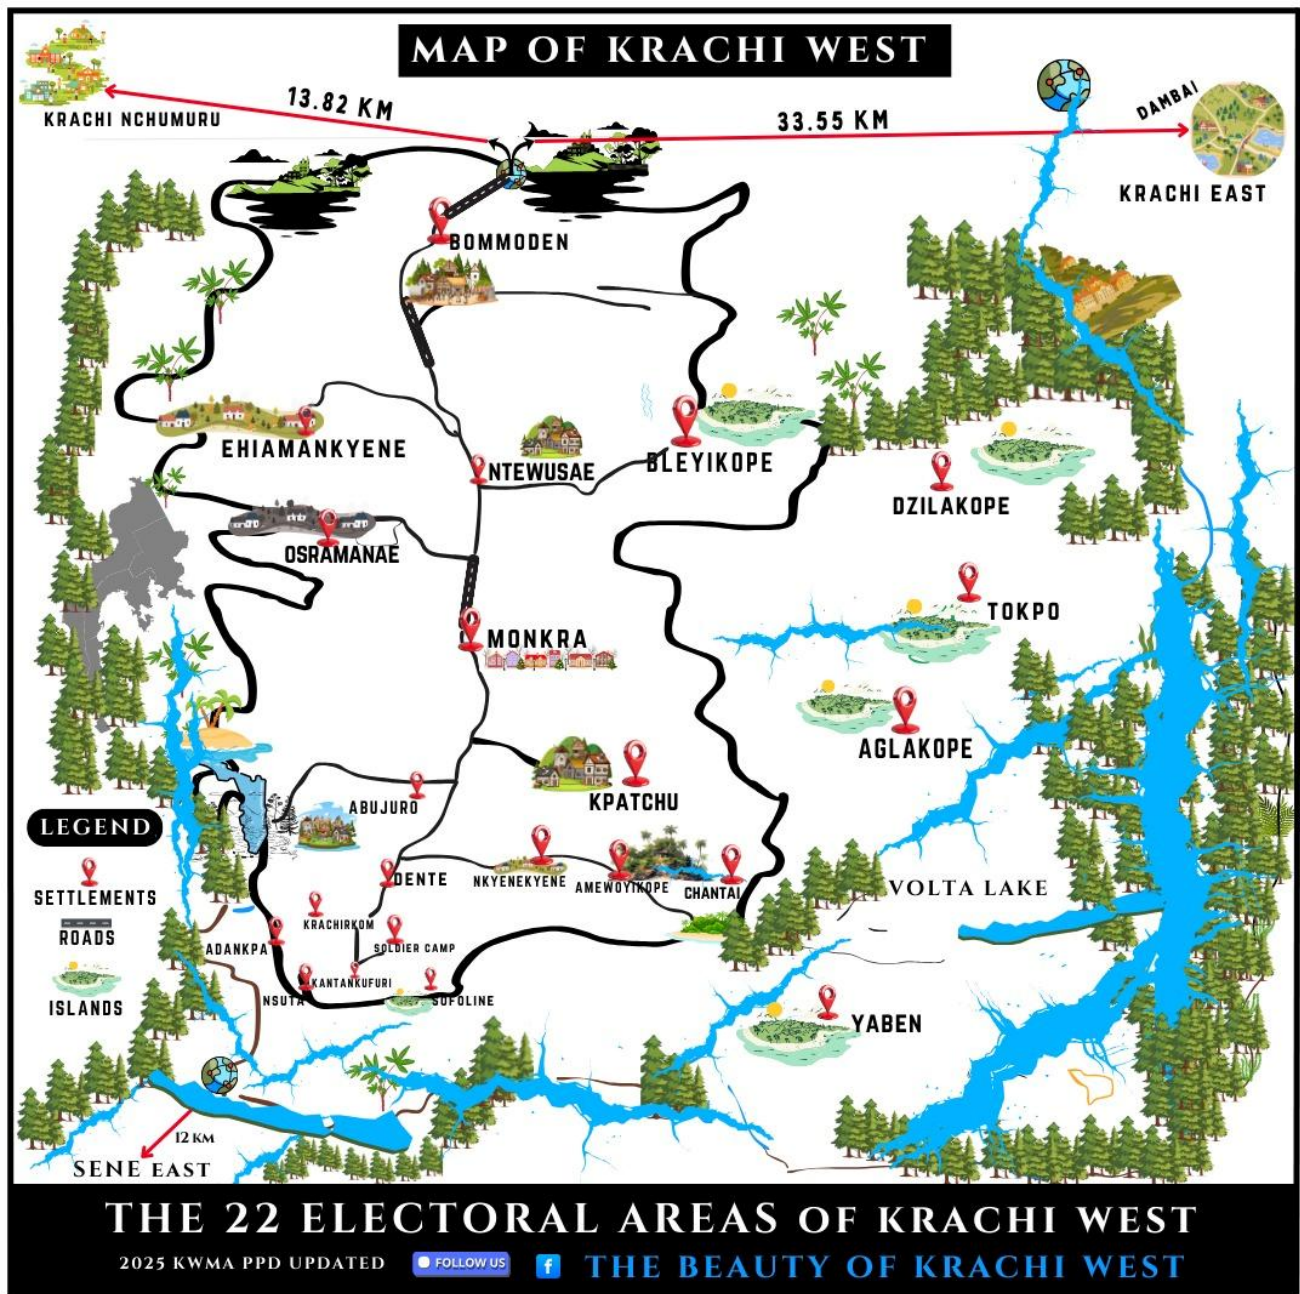 MAP OF KRACHI WEST
13.82 KM
33.55 KM
DAMBAI
KRACHI NCHUMURU
KRACHI EAST
BOMMODEN
EHIAMANKYENE
NTEWUSAE
BLEYIKOPE
DZILAKOPE
OSRAMANAE
TOKPO
MONKRA
AGLAKOPE
KPATCHU
ABUJURO
LEGEND
SETTLEMENTS
ROADS
ISLANDS
DENTE
NKYENEKYENE
AMEWOYIKOPE
CHANTAI
VOLTA LAKE
KRACHIRKOM
ADANKPA
SOLDIER CAMP
KANTANKUFURI
NSUTA
SOFOLINE
YABEN
12 KM
SENE EAST
THE 22 ELECTORAL AREAS OF KRACHI WEST
2025 KWMA PPD UPDATED
FOLLOW US
THE BEAUTY OF KRACHI WEST